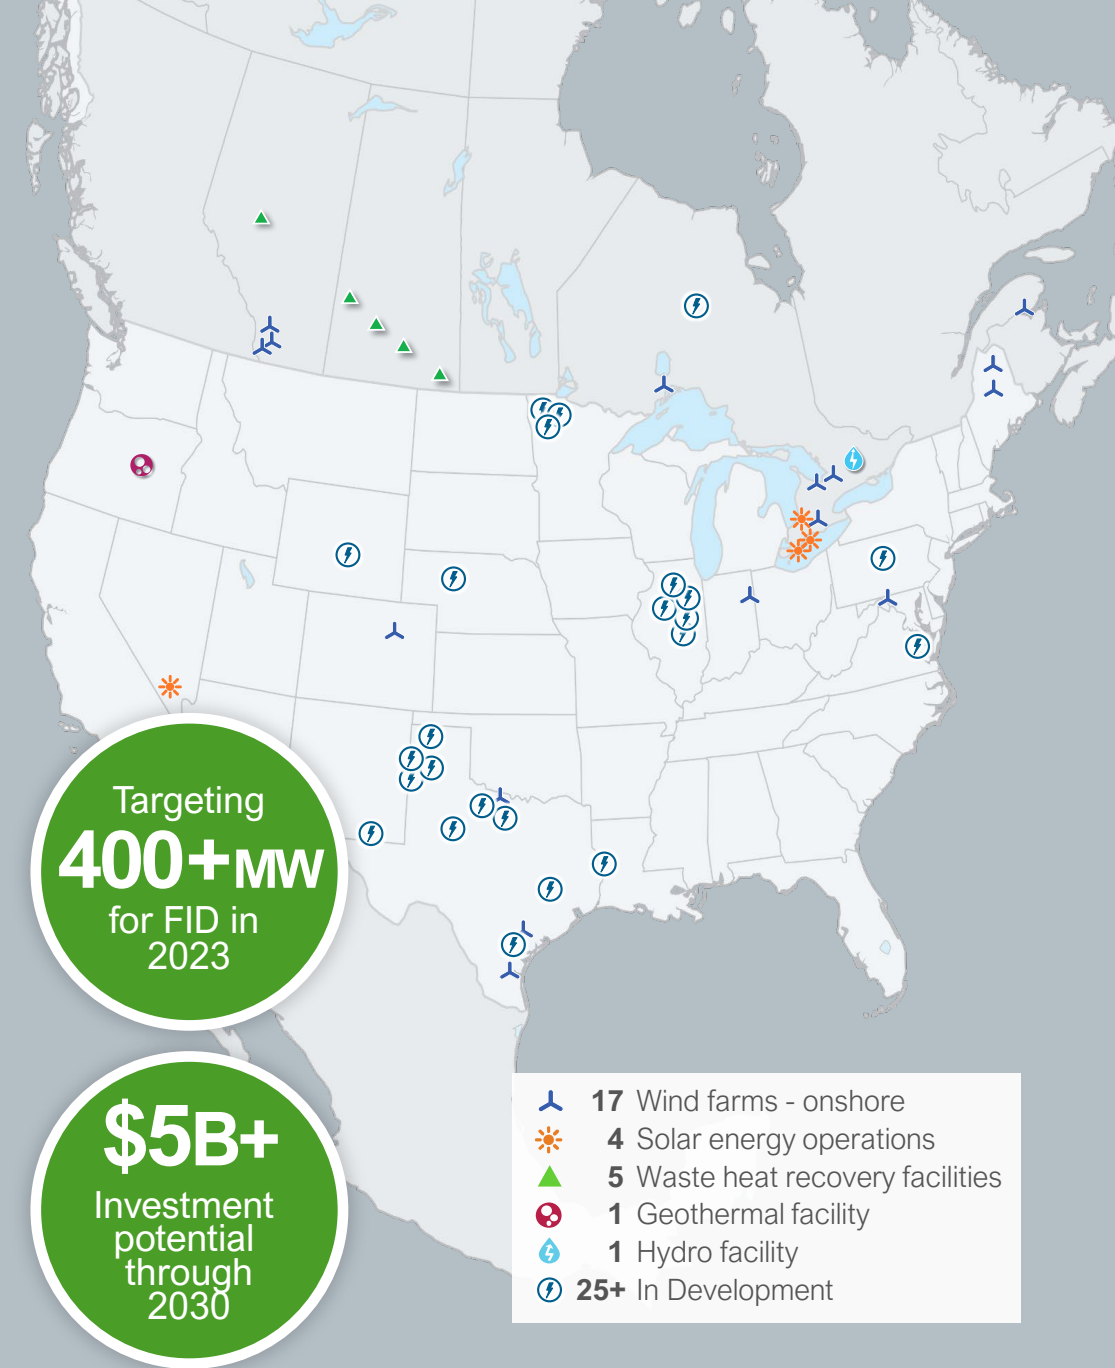 Targeting
400+MW
for FID in
2023
$5B+
Investment
potential
through
2030
17 Wind farms - onshore
4 Solar energy operations
5 Waste heat recovery facilities
1 Geothermal facility
1 Hydro facility
25+ In Development